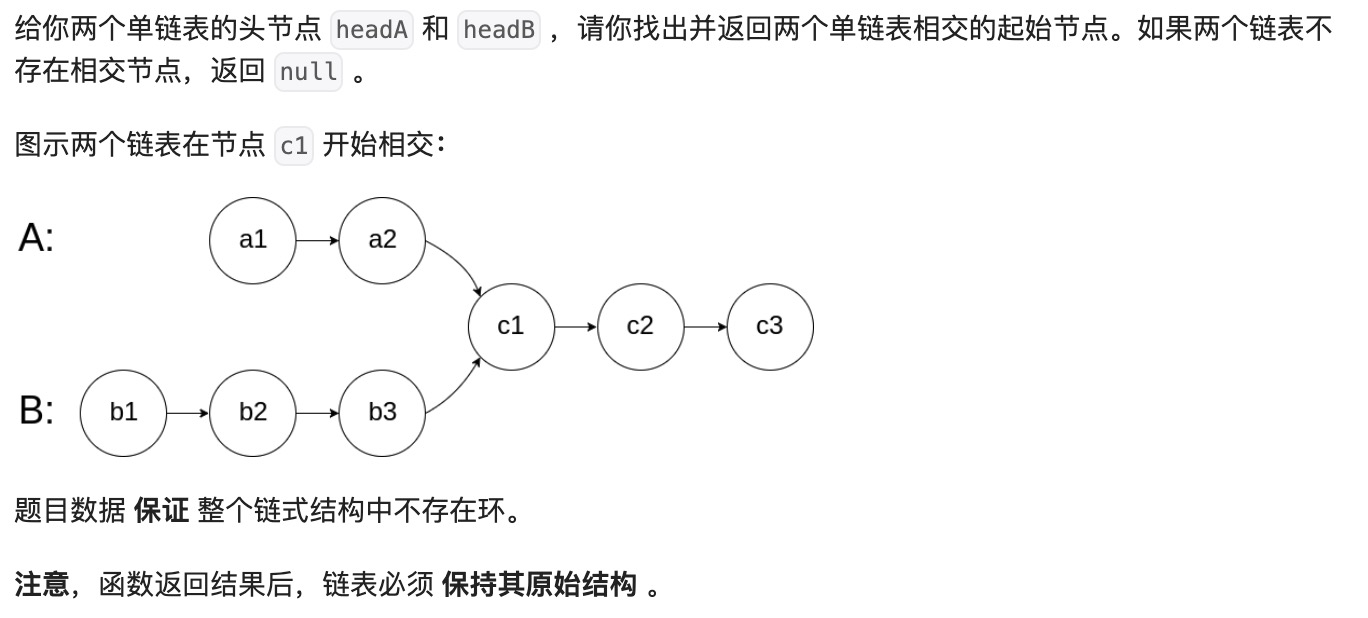 给你两个单链表的头节点 headA 和 headB ，请你找出并返回两个单链表相交的起始节点。如果两个链表不
存在相交节点，返回 null 。
图示两个链表在节点 c1 开始相交：
A:
a1
a2
c1
c2
c3
B:
b1
b2
b3
题目数据 保证 整个链式结构中不存在环。
注意，函数返回结果后，链表必须 保持其原始结构 。